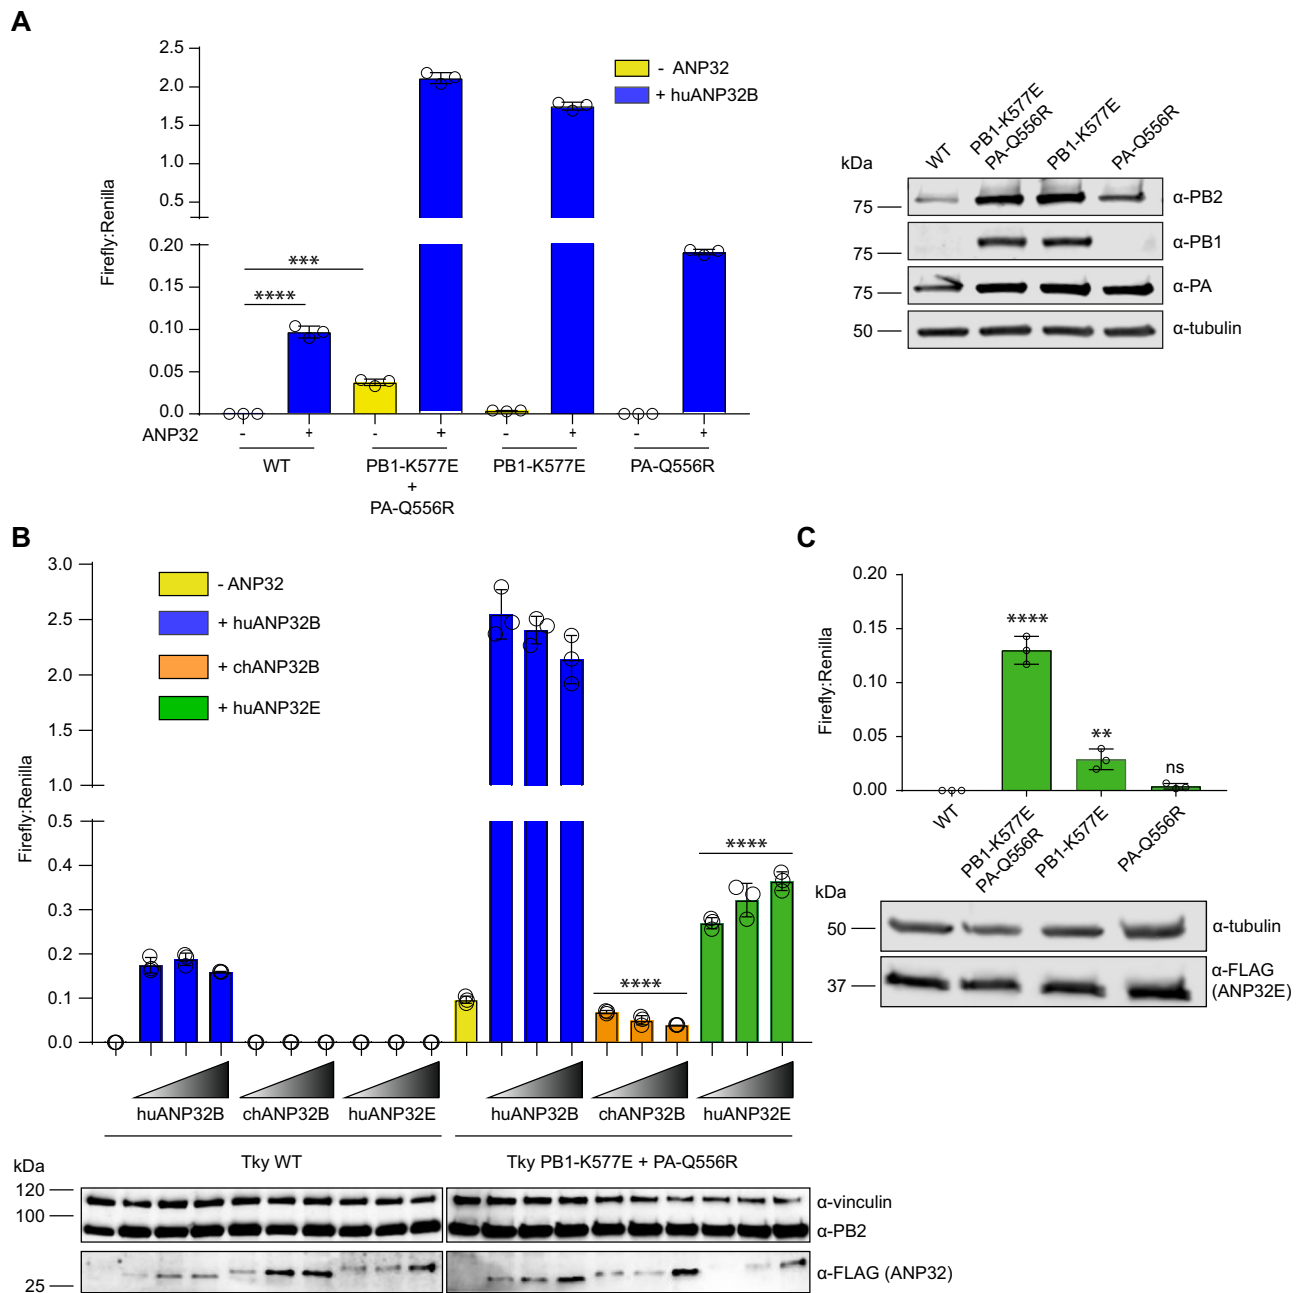 A
Firefly:Renilla
2.5
2.0
1.5
1.0
0.5
0.20
0.15
0.10
0.05
0.0
- ANP32
+ huANP32B
***
****
ANP32 - + - + - + - +
WT PB1-K577E + PA-Q556R PB1-K577E PA-Q556R
kDa
WT
PB1-K577E PA-Q556R
PB1-K577E
PA-Q556R
75 α-PB2
75 α-PB1
75 α-PA
50 α-tubulin
B
Firefly:Renilla
3.0
2.5
2.0
1.5
1.0
0.5
0.4
0.3
0.2
0.1
0.0
- ANP32
+ huANP32B
+ chANP32B
+ huANP32E
****
****
huANP32B chANP32B huANP32E huANP32B chANP32B huANP32E
Tky WT Tky PB1-K577E + PA-Q556R
kDa
120 α-vinculin
100 α-PB2
25 α-FLAG (ANP32)
C
Firefly:Renilla
0.20
0.15
0.10
0.05
0.00
****
**
ns
WT
PB1-K577E PA-Q556R
PB1-K577E
PA-Q556R
kDa
50 α-tubulin
37 α-FLAG
(ANP32E)